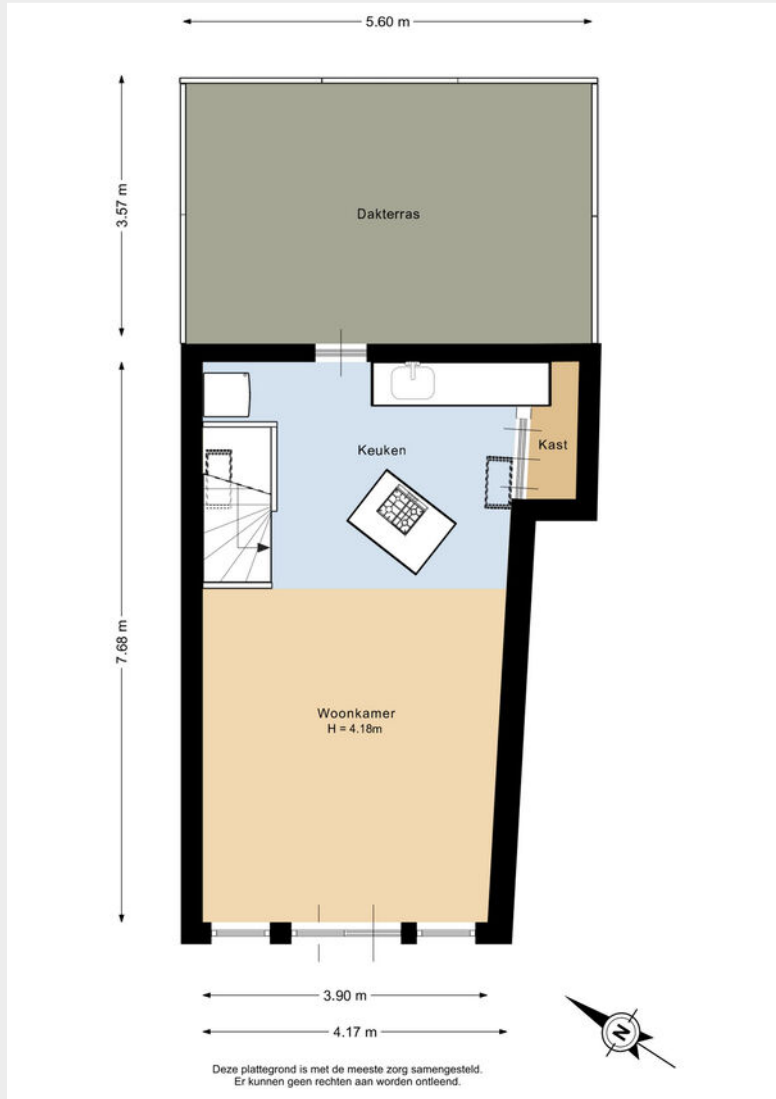 5.60 m
3.57 m
Dakterras
Keuken
Kast
7.68 m
Woonkamer
H = 4.18m
3.90 m
4.17 m
N
Deze plattegrond is met de meeste zorg samengesteld.
Er kunnen geen rechten aan worden ontleend.